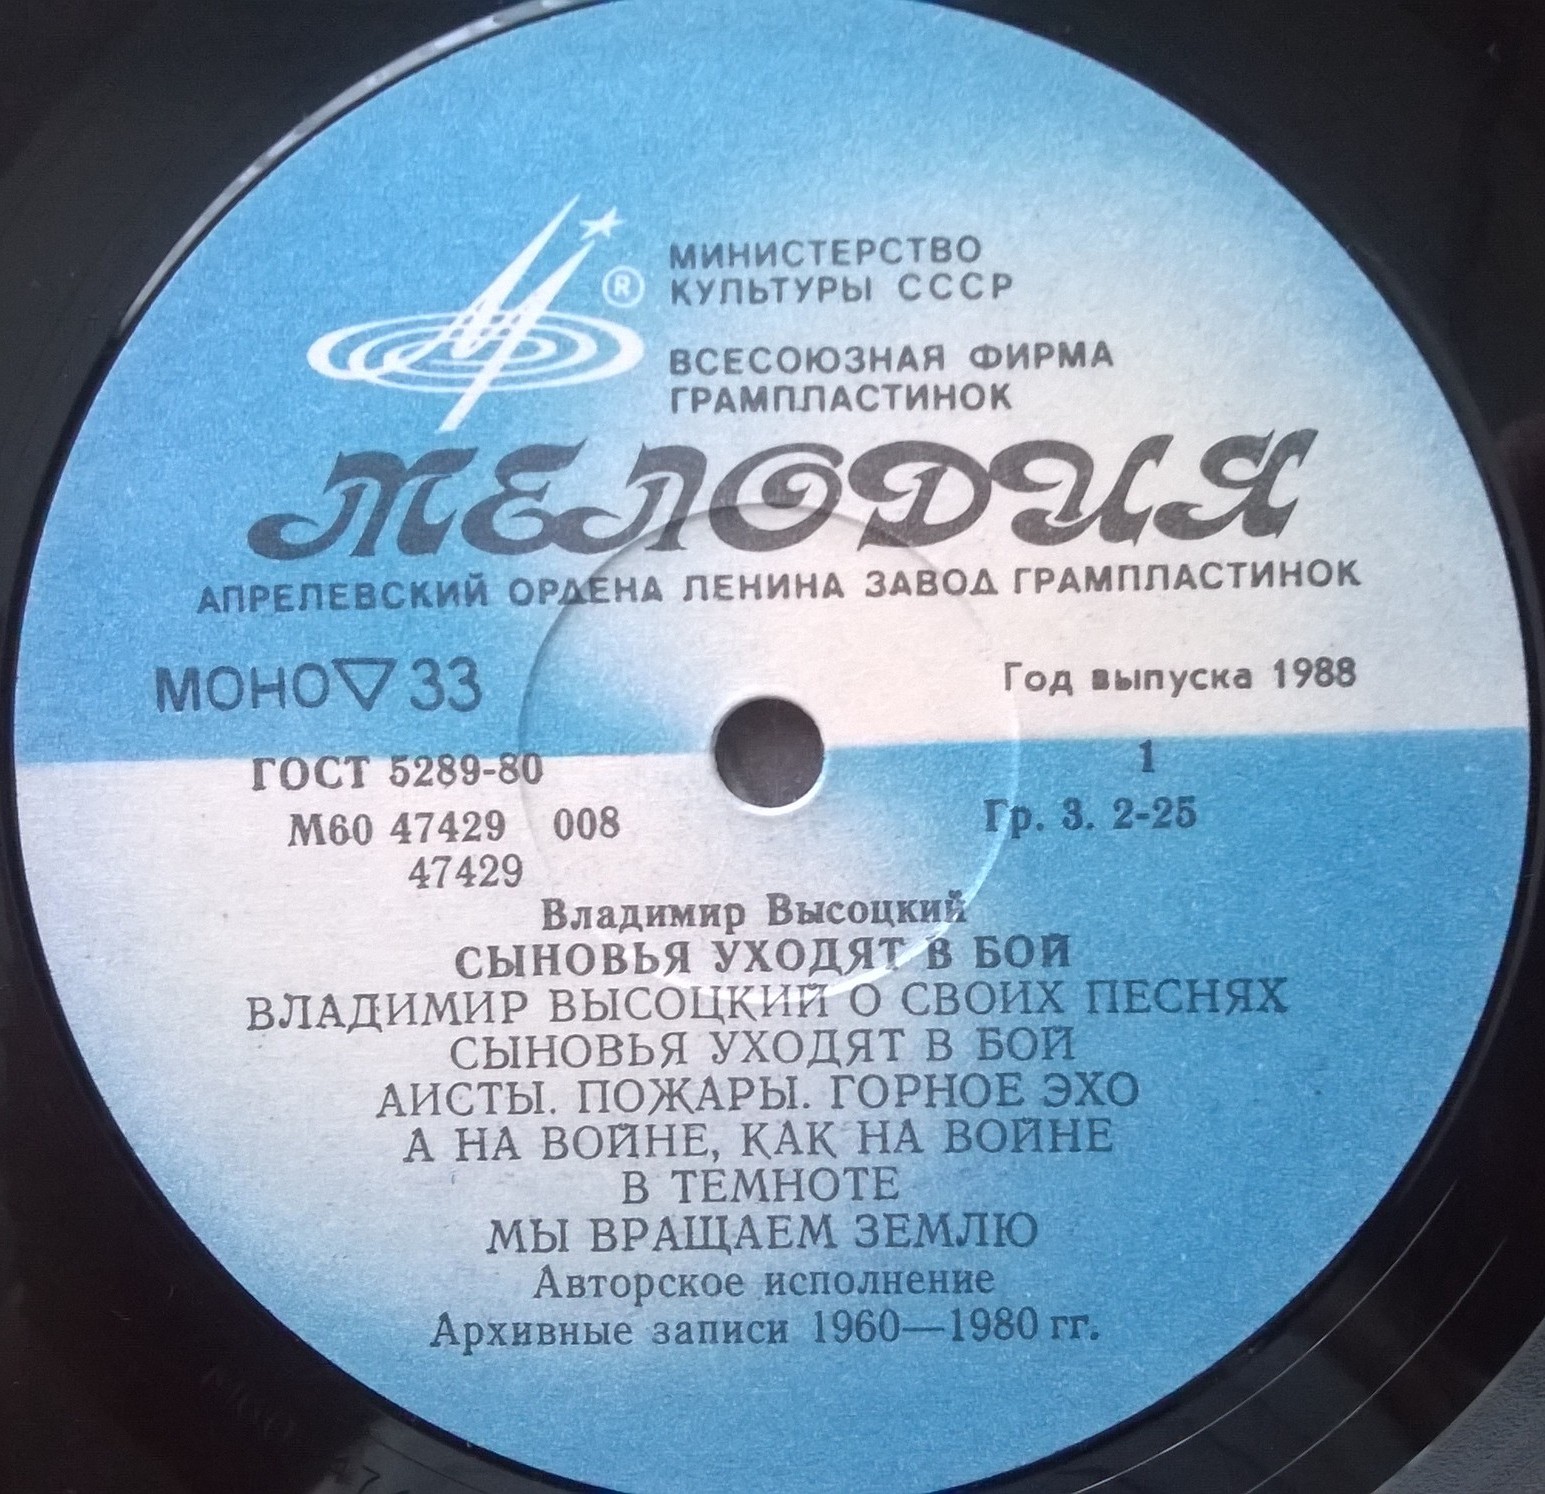 МИНИСТЕРСТВО
КУЛЬТУРЫ СССР
®
ВСЕСОЮЗНАЯ ФИРМА
ГРАМПЛАСТИНОК
МЕЛОДИЯ
АПРЕЛЕВСКИЙ ОРДЕНА ЛЕНИНА ЗАВОД ГРАМПЛАСТИНОК
МОНО ▽ 33
Год выпуска 1988
ГОСТ 5289-80
1
М60 47429 008
Гр. 3. 2-25
47429
Владимир Высоцкий
СЫНОВЬЯ УХОДЯТ В БОЙ
ВЛАДИМИР ВЫСОЦКИЙ О СВОИХ ПЕСНЯХ
СЫНОВЬЯ УХОДЯТ В БОЙ
АИСТЫ. ПОЖАРЫ. ГОРНОЕ ЭХО
А НА ВОЙНЕ, КАК НА ВОЙНЕ
В ТЕМНОТЕ
МЫ ВРАЩАЕМ ЗЕМЛЮ
Авторское исполнение
Архивные записи 1960—1980 гг.